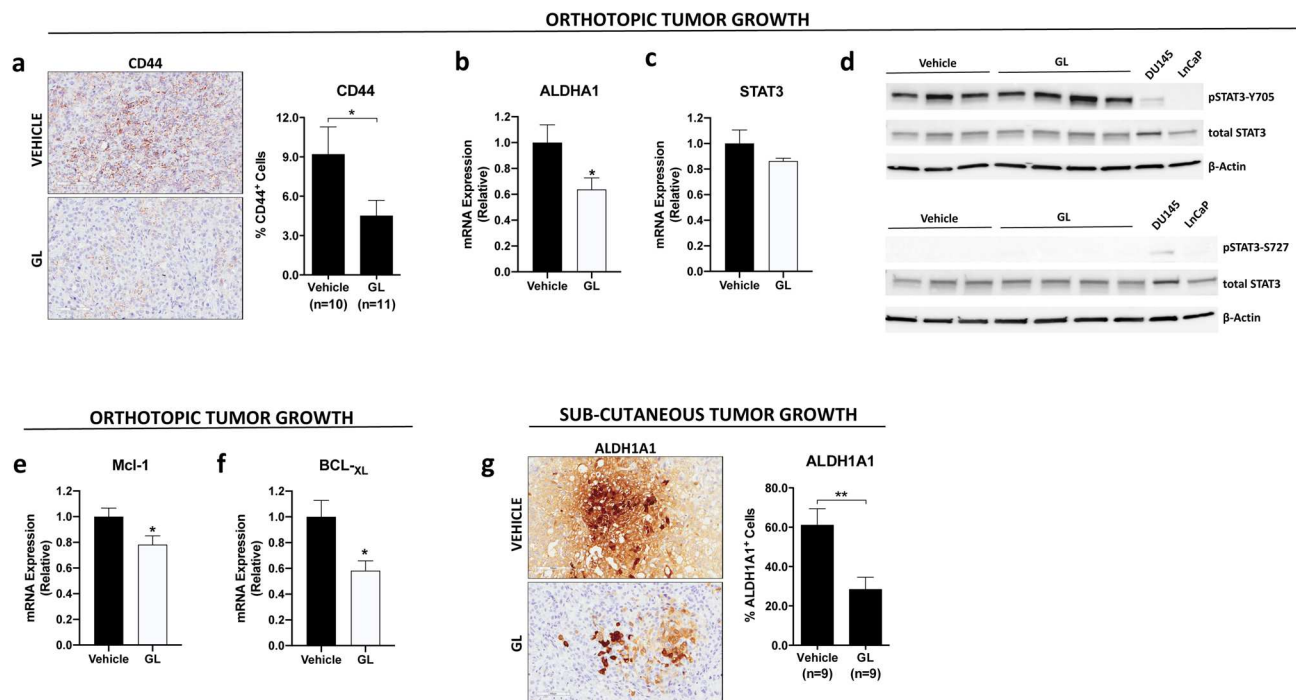 ORTHOTOPIC TUMOR GROWTH
a
CD44
VEHICLE
GL
CD44
*
% CD44+ Cells
12.0
9.0
6.0
3.0
0.0
Vehicle
(n=10)
GL
(n=11)
b
ALDHA1
mRNA Expression
(Relative)
1.2
1.0
0.8
0.6
0.4
0.2
0.0
*
Vehicle
GL
c
STAT3
mRNA Expression
(Relative)
1.2
1.0
0.8
0.6
0.4
0.2
0.0
Vehicle
GL
d
Vehicle
GL
DU145
LnCaP
pSTAT3-Y705
total STAT3
β-Actin
Vehicle
GL
DU145
LnCaP
pSTAT3-S727
total STAT3
β-Actin
ORTHOTOPIC TUMOR GROWTH
e
Mcl-1
mRNA Expression
(Relative)
1.2
1.0
0.8
0.6
0.4
0.2
0.0
*
Vehicle
GL
f
BCL-XL
mRNA Expression
(Relative)
1.2
1.0
0.8
0.6
0.4
0.2
0.0
*
Vehicle
GL
SUB-CUTANEOUS TUMOR GROWTH
g
ALDH1A1
VEHICLE
GL
ALDH1A1
**
% ALDH1A1+ Cells
80.0
60.0
40.0
20.0
0.0
Vehicle
(n=9)
GL
(n=9)